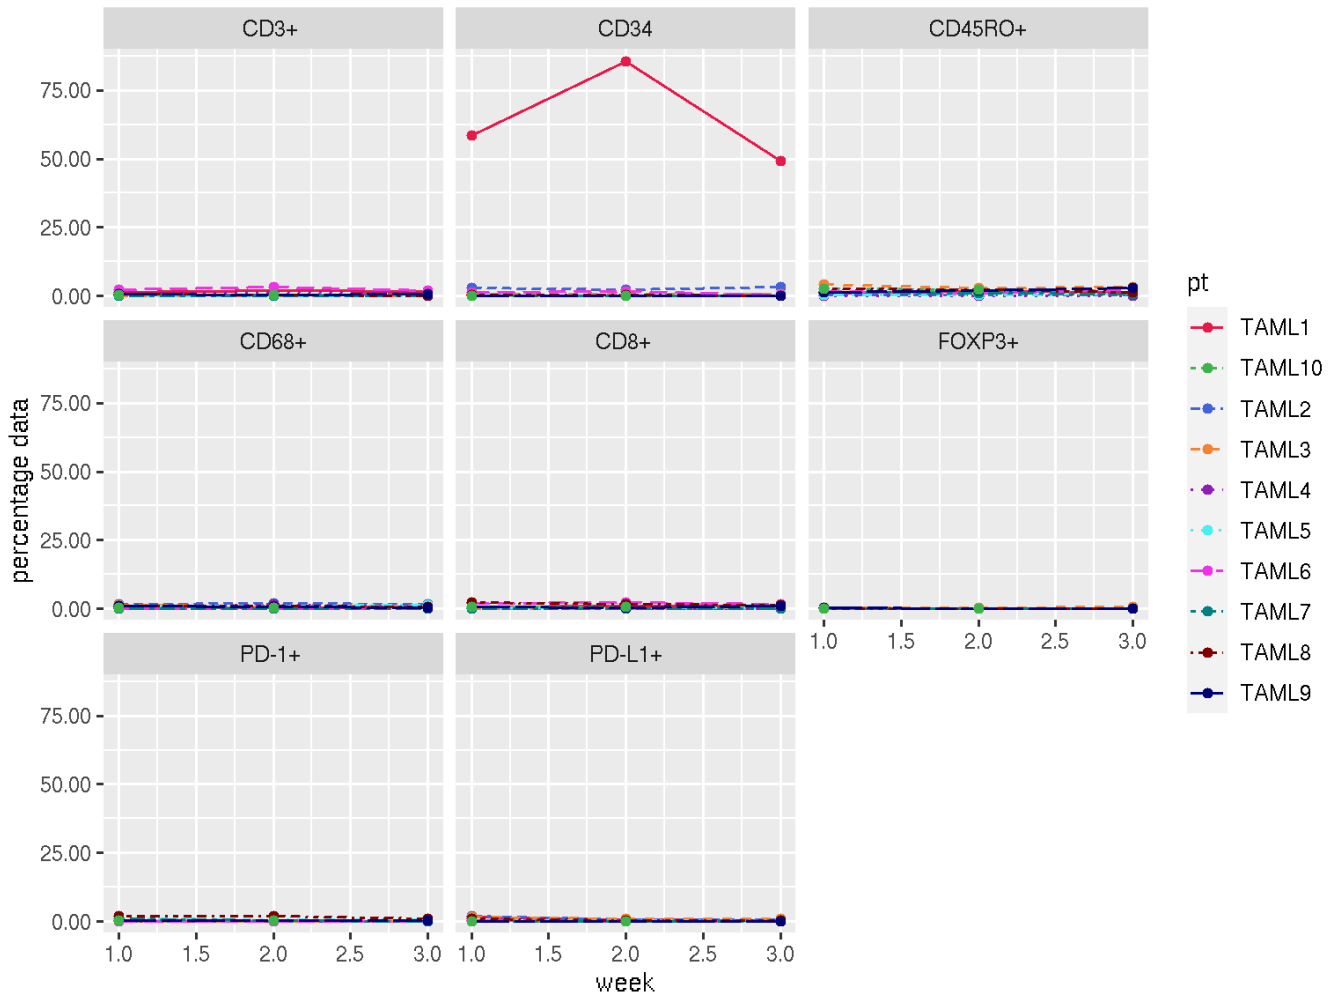 CD3+ CD34 CD45RO+
75.00
50.00
25.00
0.00
CD68+ CD8+ FOXP3+
75.00
50.00
25.00
0.00
1.0 1.5 2.0 2.5 3.0
PD-1+ PD-L1+
75.00
50.00
25.00
0.00
1.0 1.5 2.0 2.5 3.0 1.0 1.5 2.0 2.5 3.0
week
percentage data
pt
TAML1
TAML10
TAML2
TAML3
TAML4
TAML5
TAML6
TAML7
TAML8
TAML9